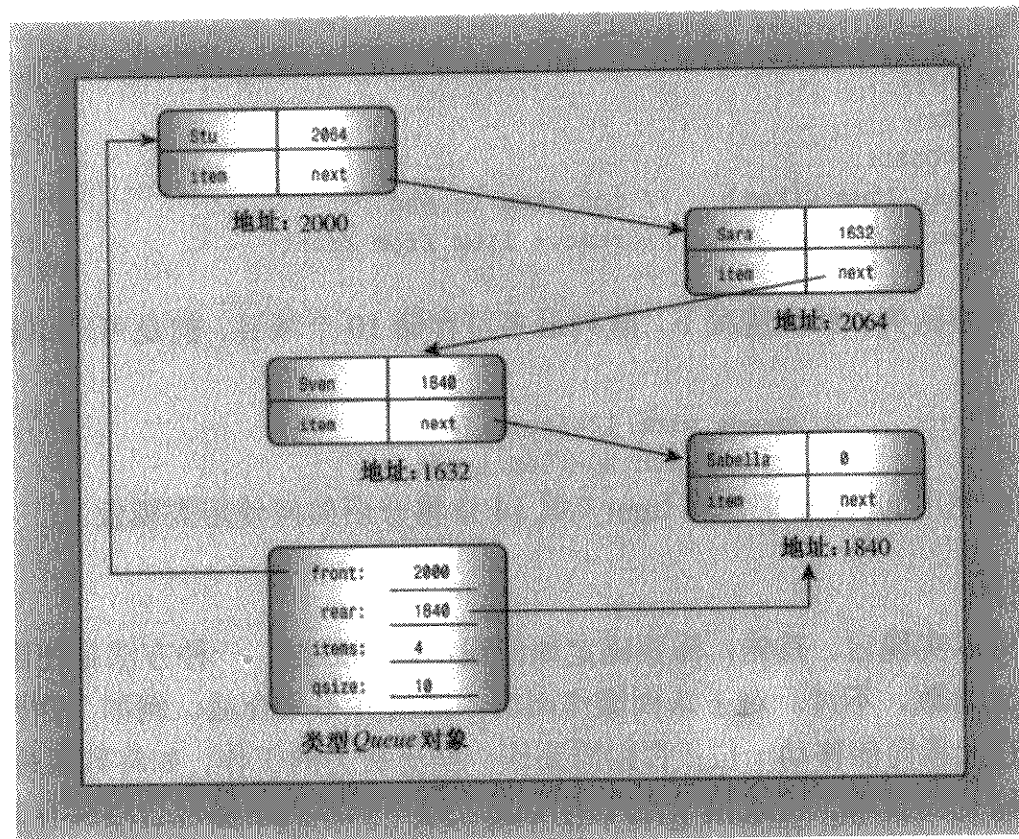 Stu 2064
item next
地址：2000
Sara 1632
item next
地址：2064
Sven 1840
item next
地址：1632
Sabella 0
item next
地址：1840
front: 2000
rear: 1840
items: 4
qsize: 10
类型Queue对象